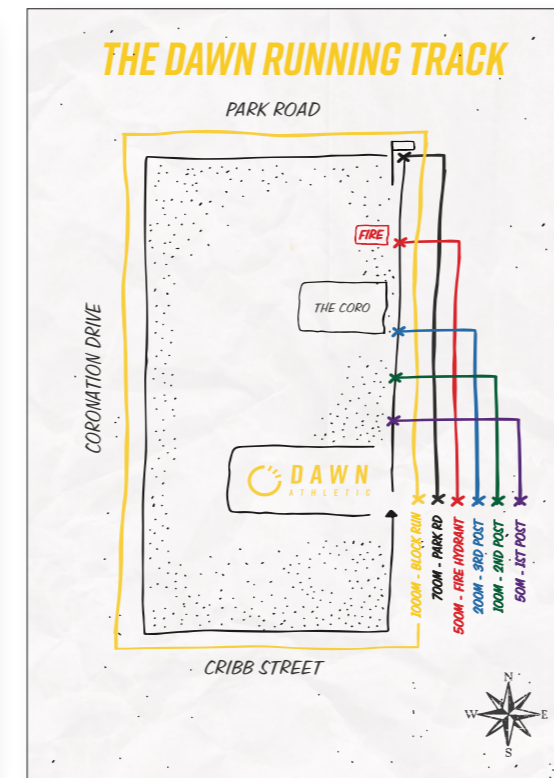 THE DAWN RUNNING TRACK
PARK ROAD
FIRE
THE CORO
CORONATION DRIVE
DAWN
ATHLETIC
1000M - BLOCK RUN
700M - PARK RD
500M - FIRE HYDRANT
200M - 3RD POST
100M - 2ND POST
50M - 1ST POST
CRIBB STREET
N
W E
S